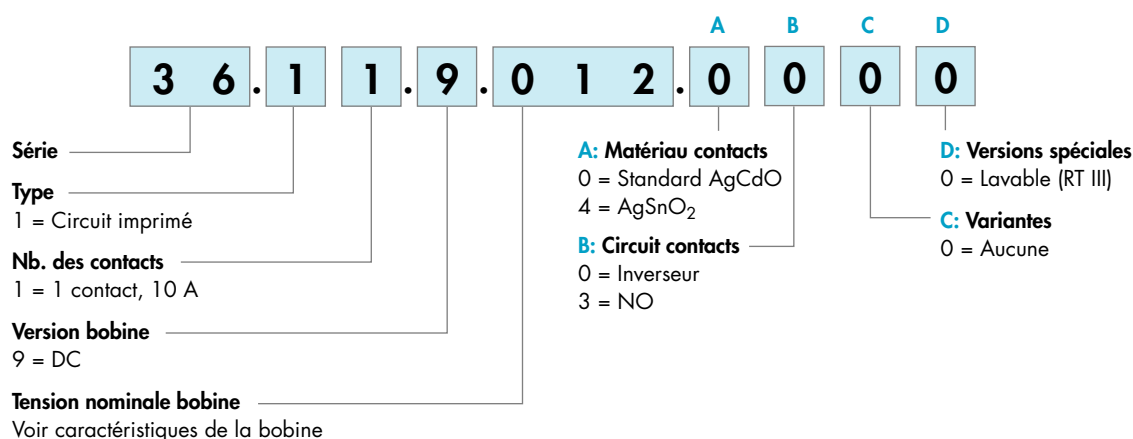 A B C D
3 6 . 1 1 . 9 . 0 1 2 . 0 0 0 0
Série
Type
1 = Circuit imprimé
Nb. des contacts
1 = 1 contact, 10 A
Version bobine
9 = DC
Tension nominale bobine
Voir caractéristiques de la bobine
A: Matériau contacts
0 = Standard AgCdO
4 = AgSnO2
B: Circuit contacts
0 = Inverseur
3 = NO
D: Versions spéciales
0 = Lavable (RT III)
C: Variantes
0 = Aucune